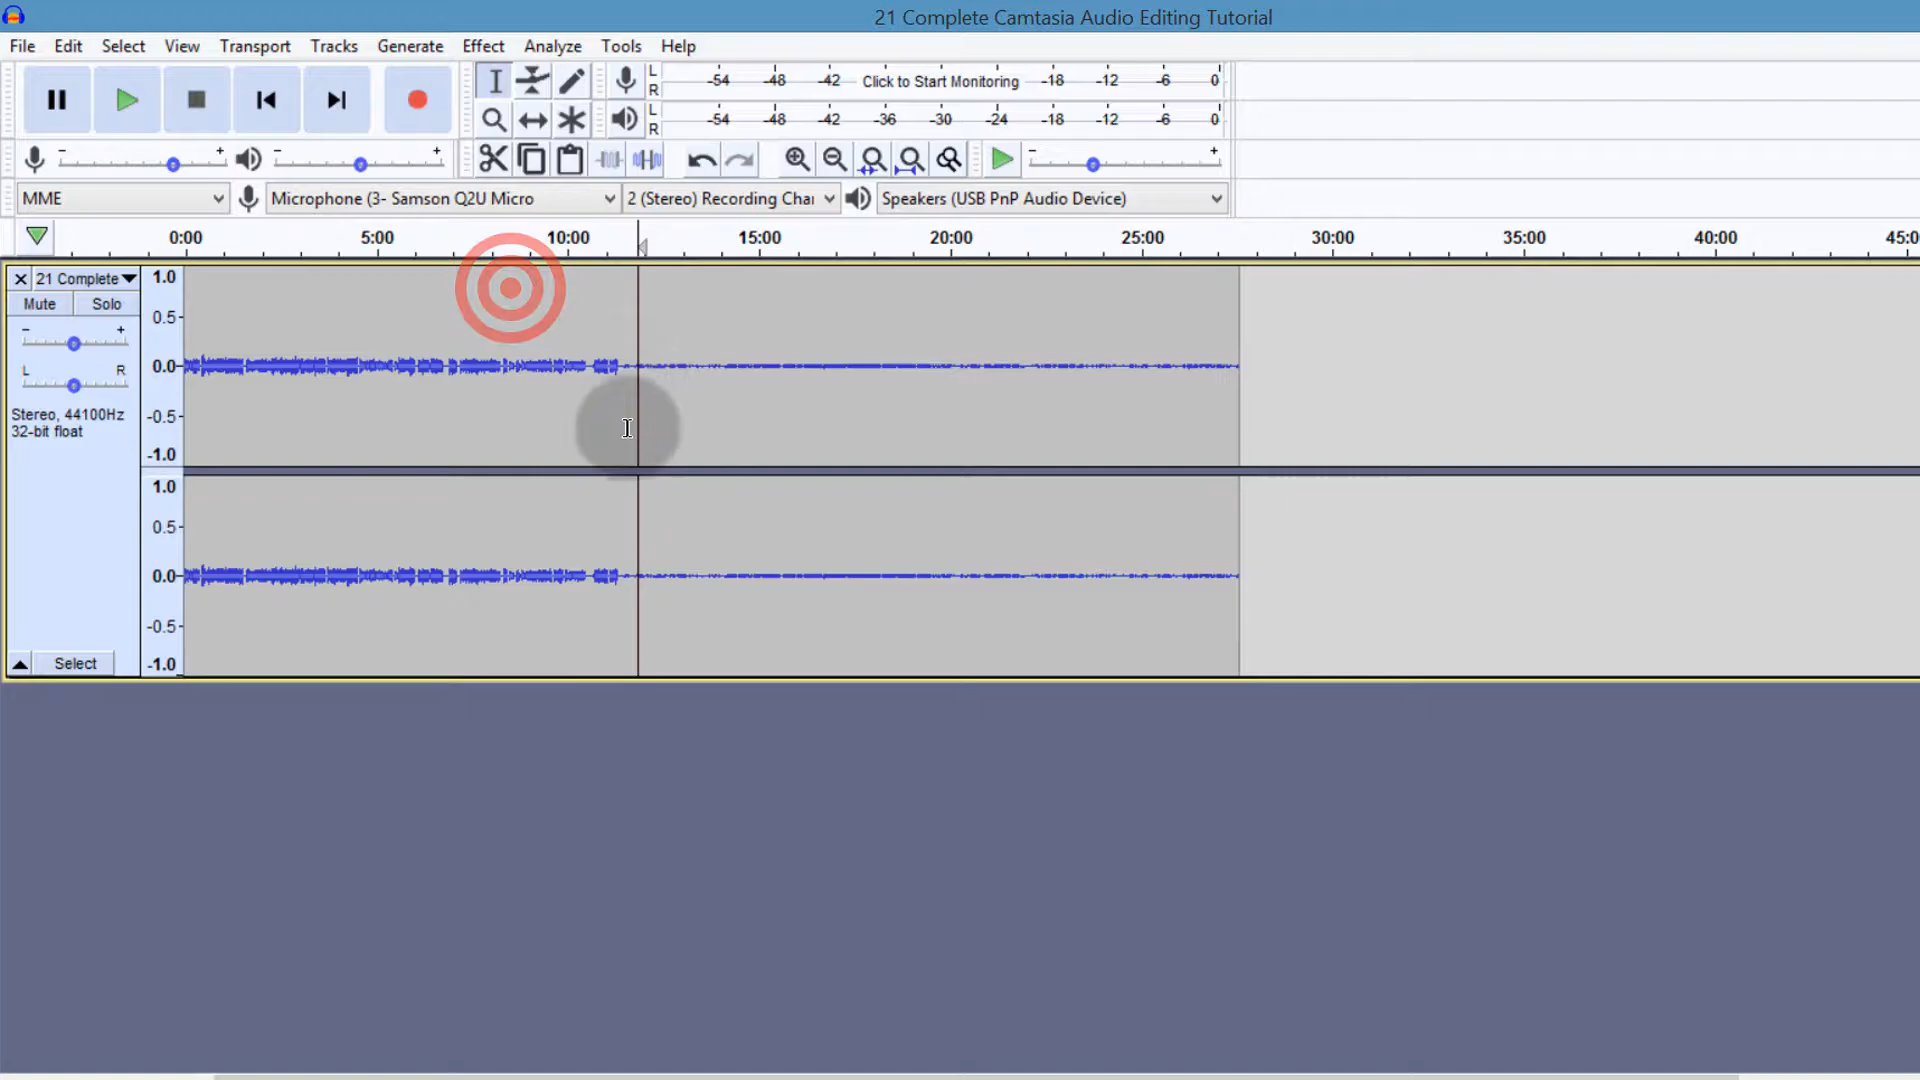 21 Complete Camtasia Audio Editing Tutorial
File Edit Select View Transport Tracks Generate Effect Analyze Tools Help
L R -54 -48 -42 Click to Start Monitoring -18 -12 -6 0
L R -54 -48 -42 -36 -30 -24 -18 -12 -6 0
- + - + - +
MME Microphone (3- Samson Q2U Micro 2 (Stereo) Recording Chai Speakers (USB PnP Audio Device)
0:00 5:00 10:00 15:00 20:00 25:00 30:00 35:00 40:00 45:0
21 Complete 1.0
Mute Solo
0.5
- +
0.0
L R
Stereo, 44100Hz
-0.5
32-bit float
-1.0
1.0
0.5
0.0
-0.5
Select -1.0